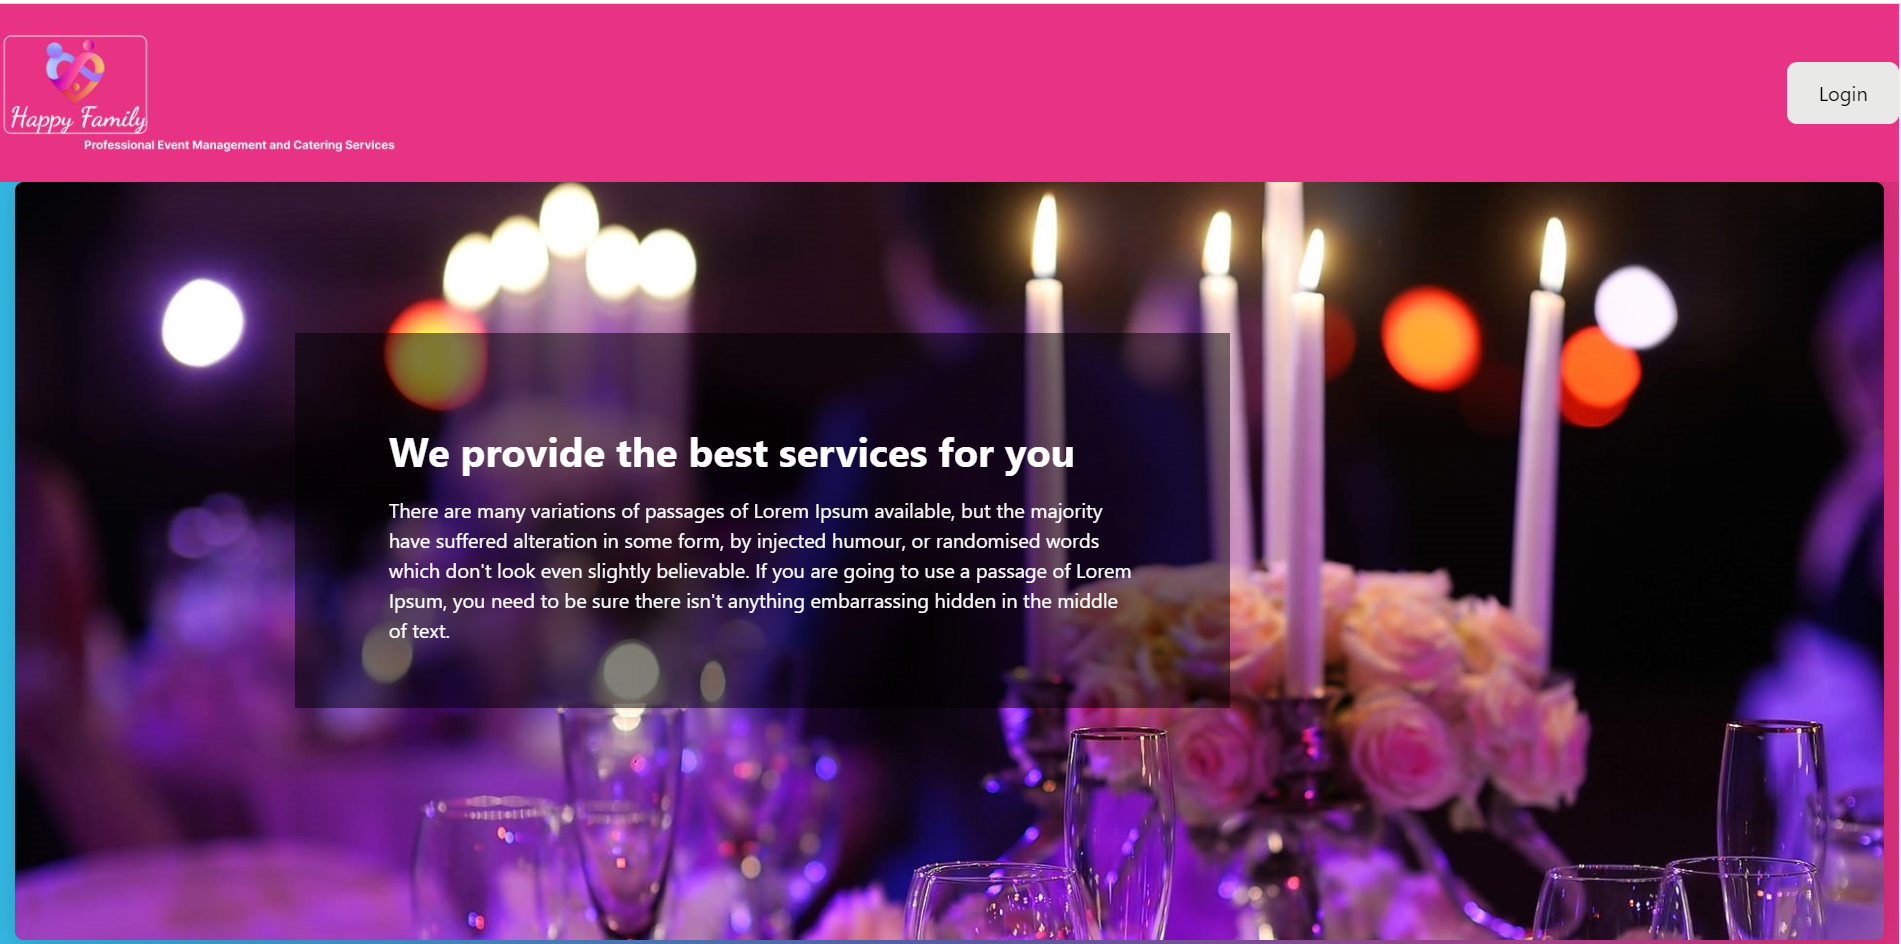 Happy Family
Professional Event Management and Catering Services
Login
We provide the best services for you
There are many variations of passages of Lorem Ipsum available, but the majority
have suffered alteration in some form, by injected humour, or randomised words
which don't look even slightly believable. If you are going to use a passage of Lorem
Ipsum, you need to be sure there isn't anything embarrassing hidden in the middle
of text.